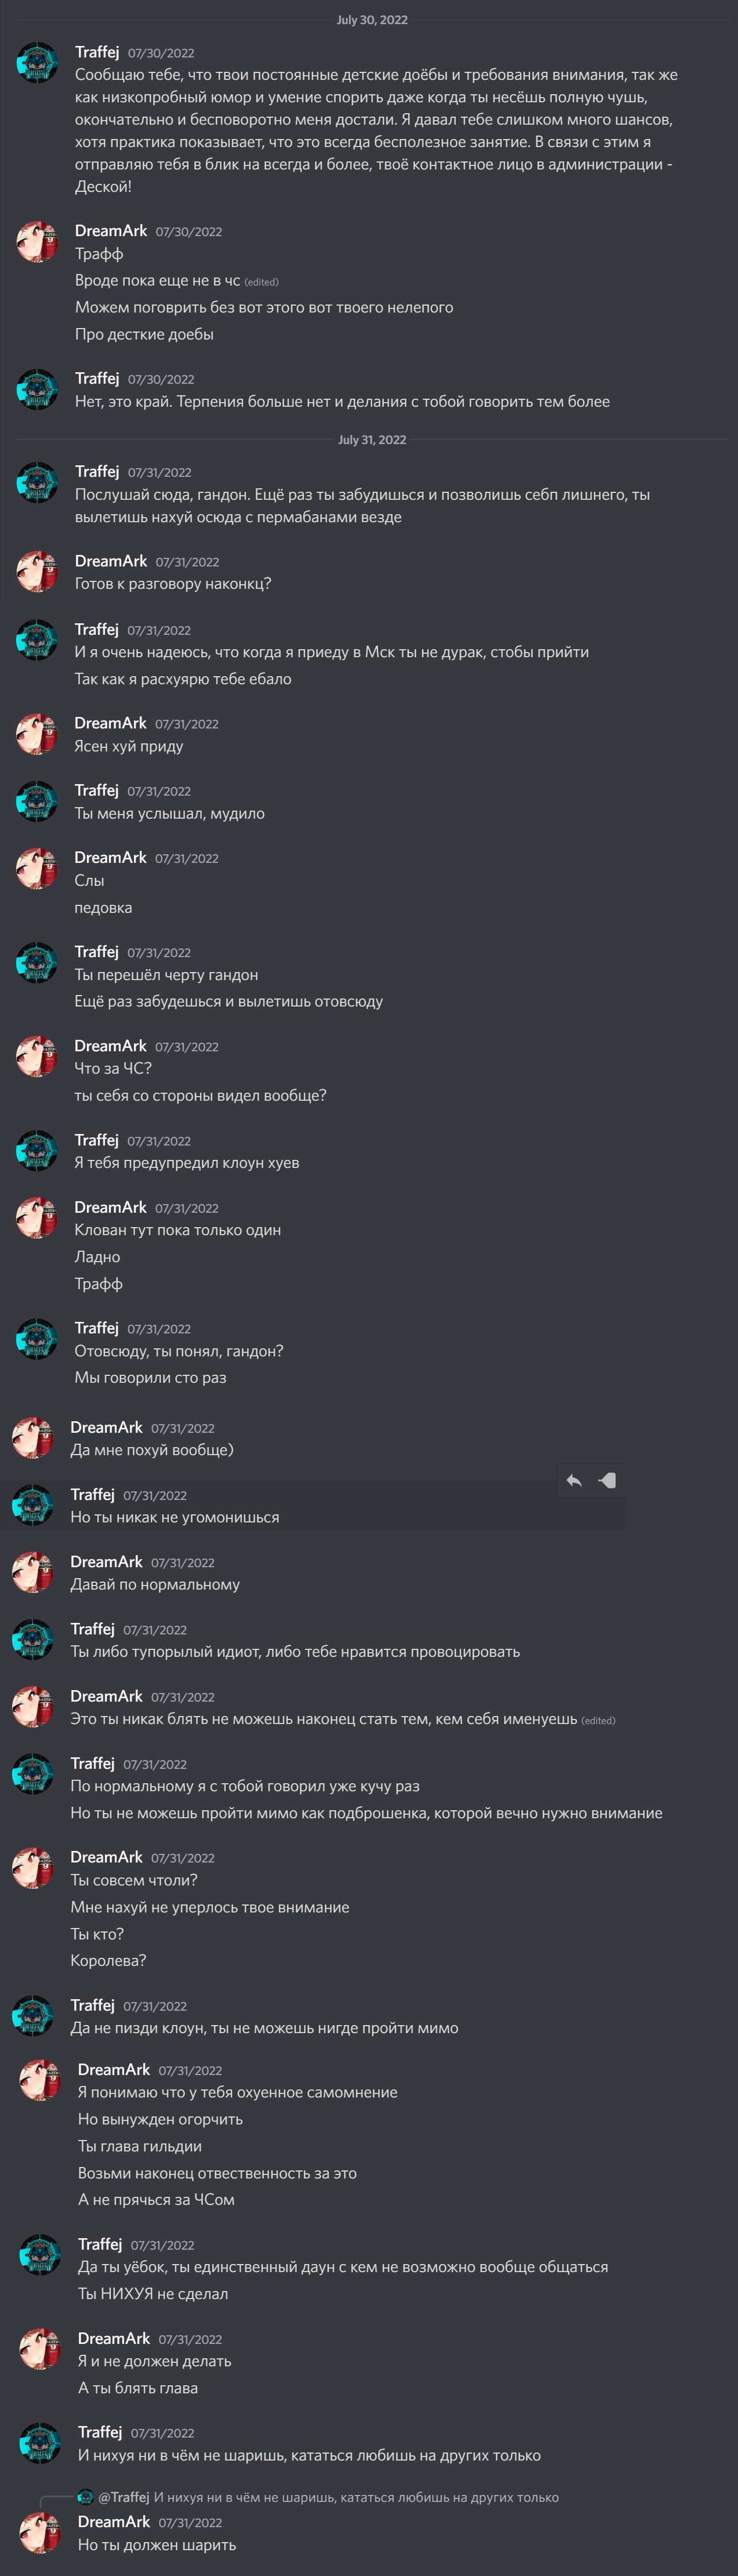 July 30, 2022
Traffej 07/30/2022
Сообщаю тебе, что твои постоянные детские доёбы и требования внимания, так же
как низкопробный юмор и умение спорить даже когда ты несёшь полную чушь,
окончательно и бесповоротно меня достали. Я давал тебе слишком много шансов,
хотя практика показывает, что это всегда бесполезное занятие. В связи с этим я
отправляю тебя в блик на всегда и более, твоё контактное лицо в администрации -
Деской!
DreamArk 07/30/2022
Трафф
Вроде пока еще не в чс (edited)
Можем поговрить без вот этого вот твоего нелепого
Про десткие доебы
Traffej 07/30/2022
Нет, это край. Терпения больше нет и делания с тобой говорить тем более
July 31, 2022
Traffej 07/31/2022
Послушай сюда, гандон. Ещё раз ты забудишься и позволишь себп лишнего, ты
вылетишь нахуй осюда с пермабанами везде
DreamArk 07/31/2022
Готов к разговору наконкц?
Traffej 07/31/2022
И я очень надеюсь, что когда я приеду в Мск ты не дурак, стобы прийти
Так как я расхуярю тебе ебало
DreamArk 07/31/2022
Ясен хуй приду
Traffej 07/31/2022
Ты меня услышал, мудило
DreamArk 07/31/2022
Слы
педовка
Traffej 07/31/2022
Ты перешёл черту гандон
Ещё раз забудешься и вылетишь отовсюду
DreamArk 07/31/2022
Что за ЧС?
ты себя со стороны видел вообще?
Traffej 07/31/2022
Я тебя предупредил клоун хуев
DreamArk 07/31/2022
Клован тут пока только один
Ладно
Трафф
Traffej 07/31/2022
Отовсюду, ты понял, гандон?
Мы говорили сто раз
DreamArk 07/31/2022
Да мне похуй вообще)
Traffej 07/31/2022
Но ты никак не угомонишься
DreamArk 07/31/2022
Давай по нормальному
Traffej 07/31/2022
Ты либо тупорылый идиот, либо тебе нравится провоцировать
DreamArk 07/31/2022
Это ты никак блять не можешь наконец стать тем, кем себя именуешь (edited)
Traffej 07/31/2022
По нормальному я с тобой говорил уже кучу раз
Но ты не можешь пройти мимо как подброшенка, которой вечно нужно внимание
DreamArk 07/31/2022
Ты совсем чтоли?
Мне нахуй не уперлось твое внимание
Ты кто?
Королева?
Traffej 07/31/2022
Да не пизди клоун, ты не можешь нигде пройти мимо
DreamArk 07/31/2022
Я понимаю что у тебя охуенное самомнение
Но вынужден огорчить
Ты глава гильдии
Возьми наконец отвественность за это
А не прячься за ЧСом
Traffej 07/31/2022
Да ты уёбок, ты единственный даун с кем не возможно вообще общаться
Ты НИХУЯ не сделал
DreamArk 07/31/2022
Я и не должен делать
А ты блять глава
Traffej 07/31/2022
И нихуя ни в чём не шаришь, кататься любишь на других только
@Traffej И нихуя ни в чём не шаришь, кататься любишь на других только
DreamArk 07/31/2022
Но ты должен шарить